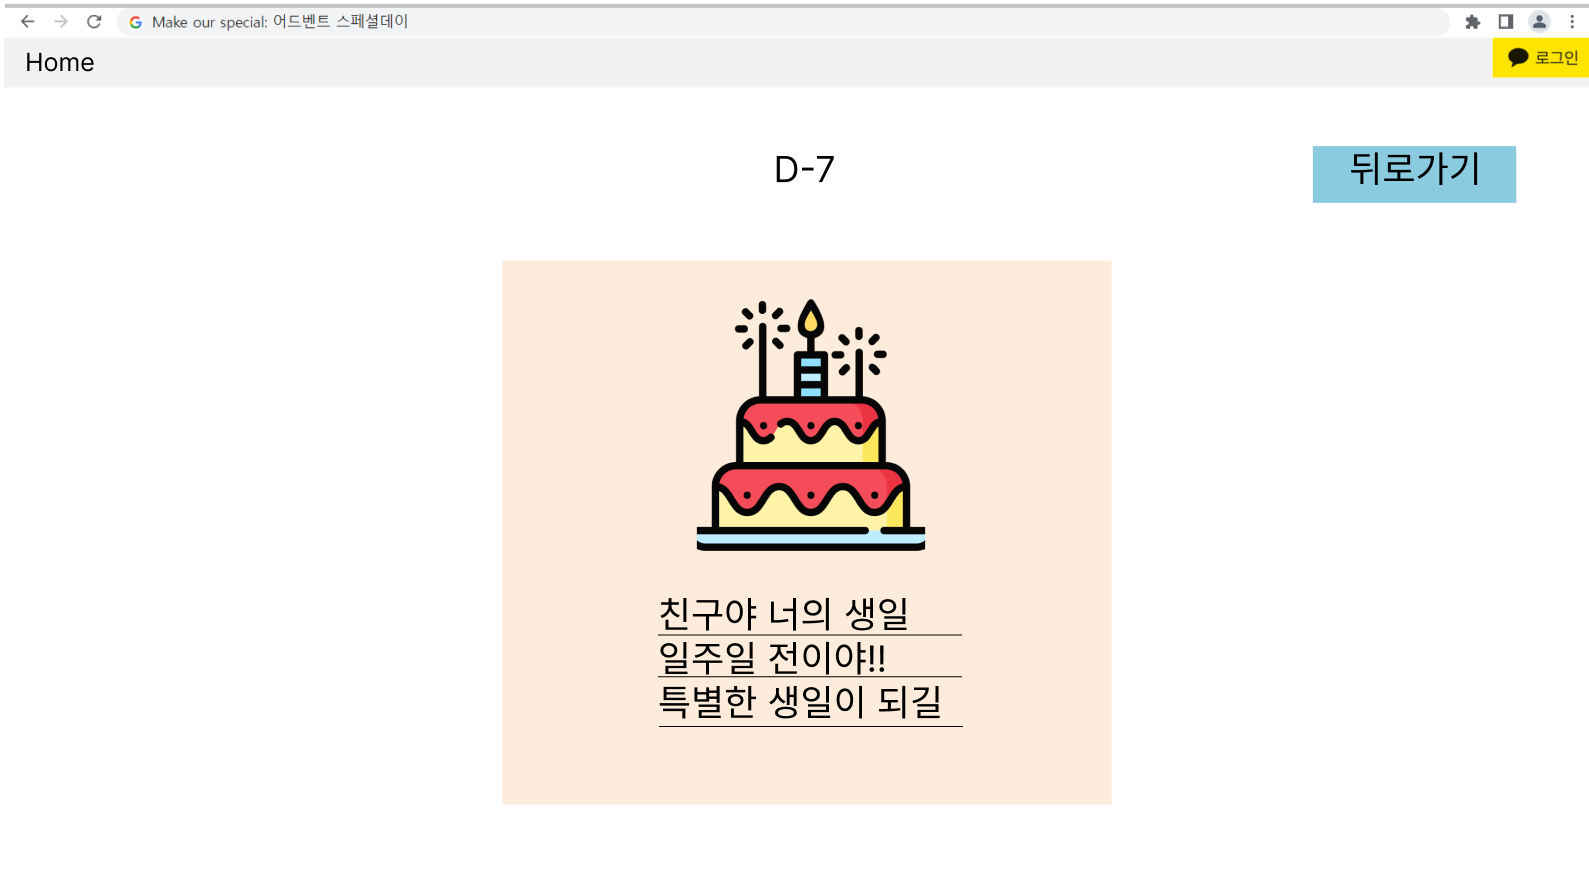 Make our special: 어드벤트 스페셜데이
Home
로그인
D-7
뒤로가기
친구야 너의 생일
일주일 전이야!!
특별한 생일이 되길